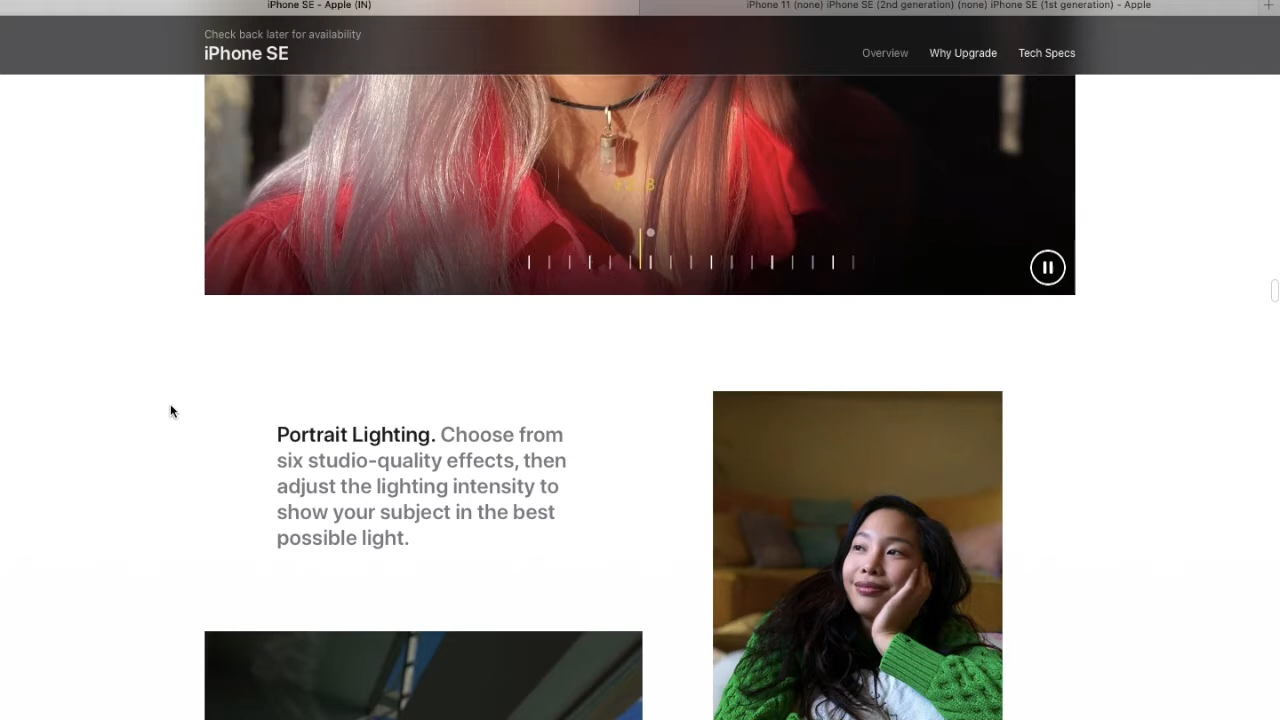 iPhone SE - Apple (IN)
iPhone 11 (none) iPhone SE (2nd generation) (none) iPhone SE (1st generation) - Apple
Check back later for availability
iPhone SE
Overview
Why Upgrade
Tech Specs
Portrait Lighting. Choose from
six studio-quality effects, then
adjust the lighting intensity to
show your subject in the best
possible light.